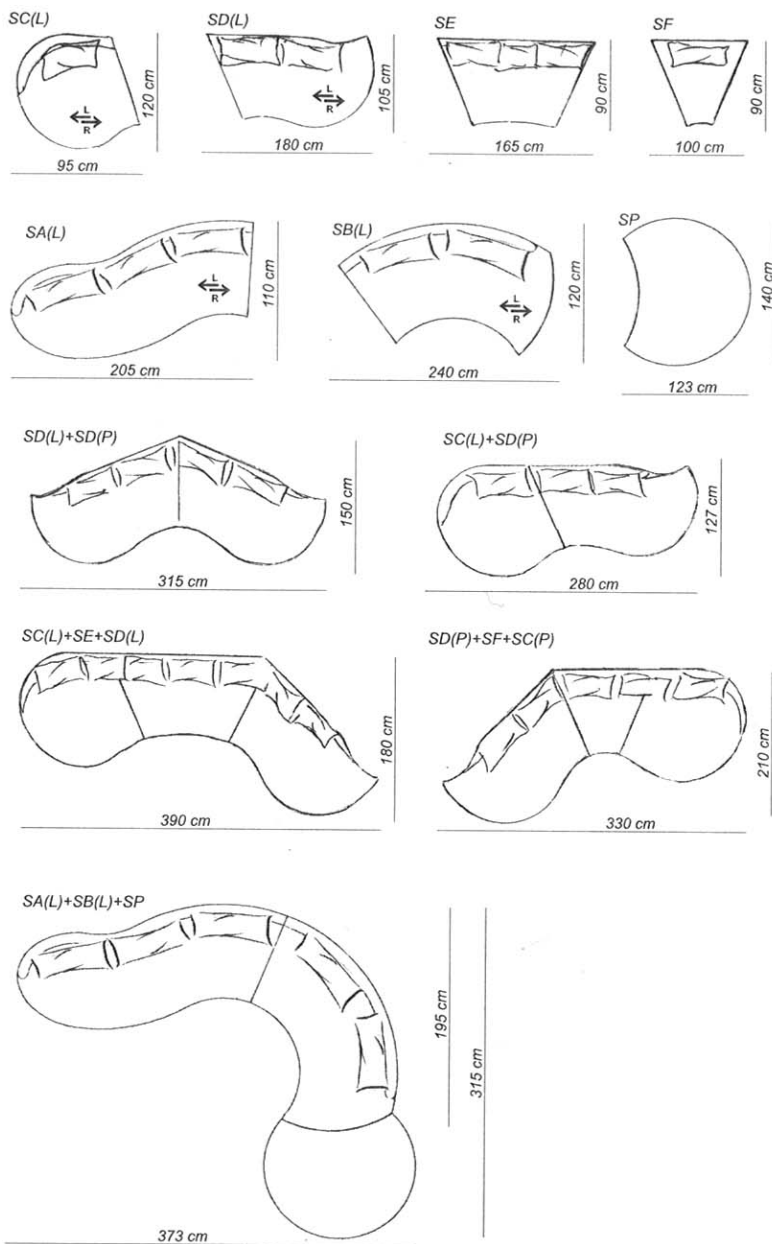 SC(L)
L
R
120 cm
95 cm
SD(L)
L
R
105 cm
180 cm
SE
90 cm
165 cm
SF
90 cm
100 cm
SA(L)
L
R
110 cm
205 cm
SB(L)
L
R
120 cm
240 cm
SP
140 cm
123 cm
SD(L)+SD(P)
150 cm
315 cm
SC(L)+SD(P)
127 cm
280 cm
SC(L)+SE+SD(L)
180 cm
390 cm
SD(P)+SF+SC(P)
210 cm
330 cm
SA(L)+SB(L)+SP
195 cm
315 cm
373 cm